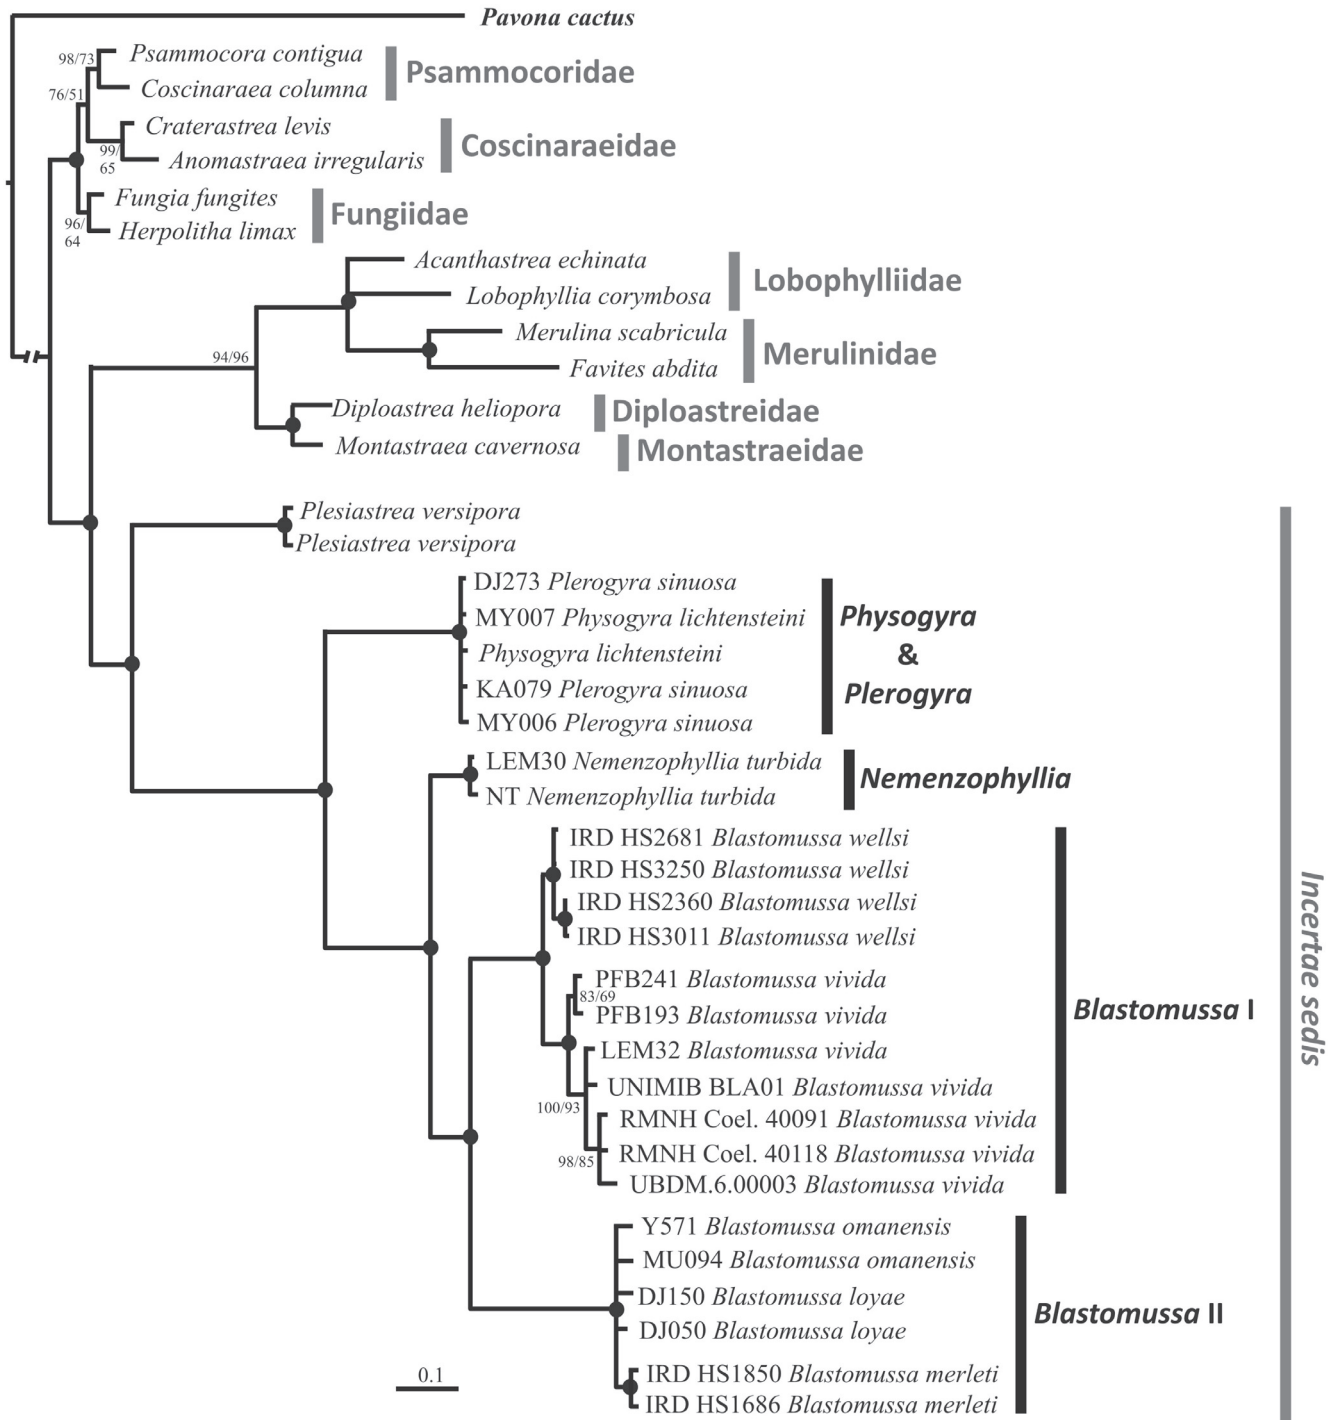 Pavona cactus
Psammocora contigua
98/73
Psammocoridae
Coscinaraea columna
76/51
Craterastrea levis
Coscinaraeidae
99/
65
Anomastraea irregularis
Fungia fungites
Fungiidae
96/
64
Herpolitha limax
Acanthastrea echinata
Lobophylliidae
Lobophyllia corymbosa
Merulina scabricula
Merulinidae
94/96
Favites abdita
Diploastrea heliopora
Diploastreidae
Montastraea cavernosa
Montastraeidae
Plesiastrea versipora
Plesiastrea versipora
DJ273 Plerogyra sinuosa
MY007 Physogyra lichtensteini
Physogyra lichtensteini
KA079 Plerogyra sinuosa
MY006 Plerogyra sinuosa
Physogyra
&
Plerogyra
LEM30 Nemenzophyllia turbida
NT Nemenzophyllia turbida
Nemenzophyllia
IRD HS2681 Blastomussa wellsi
IRD HS3250 Blastomussa wellsi
IRD HS2360 Blastomussa wellsi
IRD HS3011 Blastomussa wellsi
PFB241 Blastomussa vivida
83/69
PFB193 Blastomussa vivida
LEM32 Blastomussa vivida
UNIMIB BLA01 Blastomussa vivida
100/93
RMNH Coel. 40091 Blastomussa vivida
RMNH Coel. 40118 Blastomussa vivida
98/85
UBDM.6.00003 Blastomussa vivida
Blastomussa I
Incertae sedis
Y571 Blastomussa omanensis
MU094 Blastomussa omanensis
DJ150 Blastomussa loyae
DJ050 Blastomussa loyae
IRD HS1850 Blastomussa merleti
IRD HS1686 Blastomussa merleti
Blastomussa II
0.1